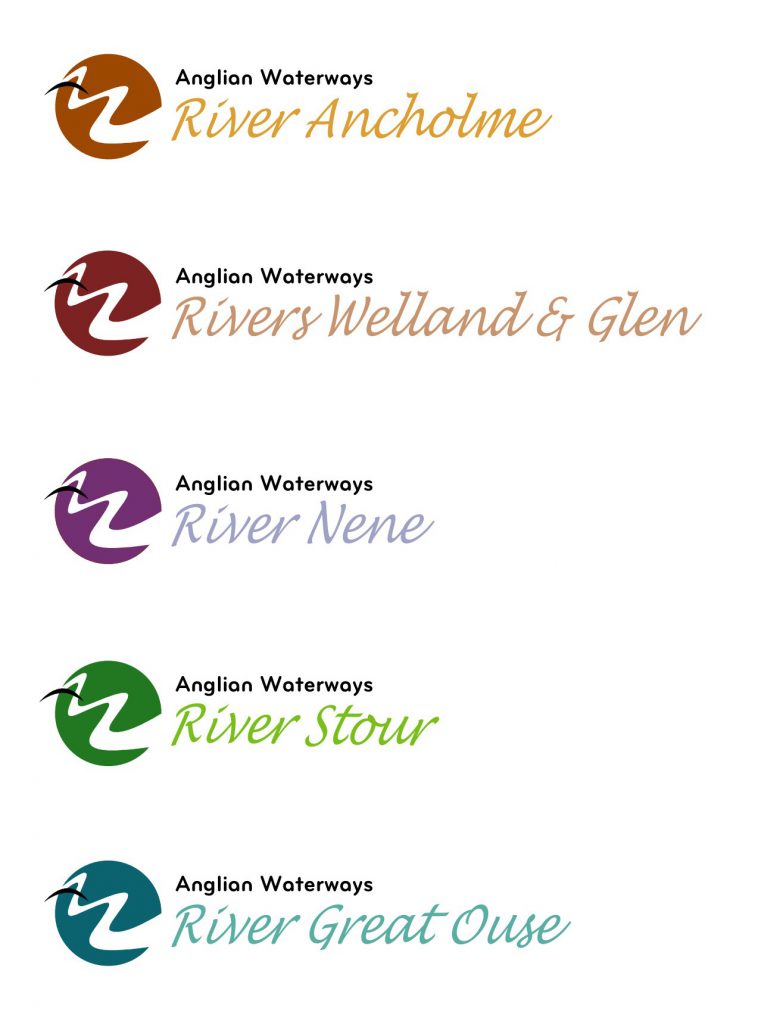 Anglian Waterways
River Ancholme
Anglian Waterways
Rivers Welland & Glen
Anglian Waterways
River Nene
Anglian Waterways
River Stour
Anglian Waterways
River Great Ouse